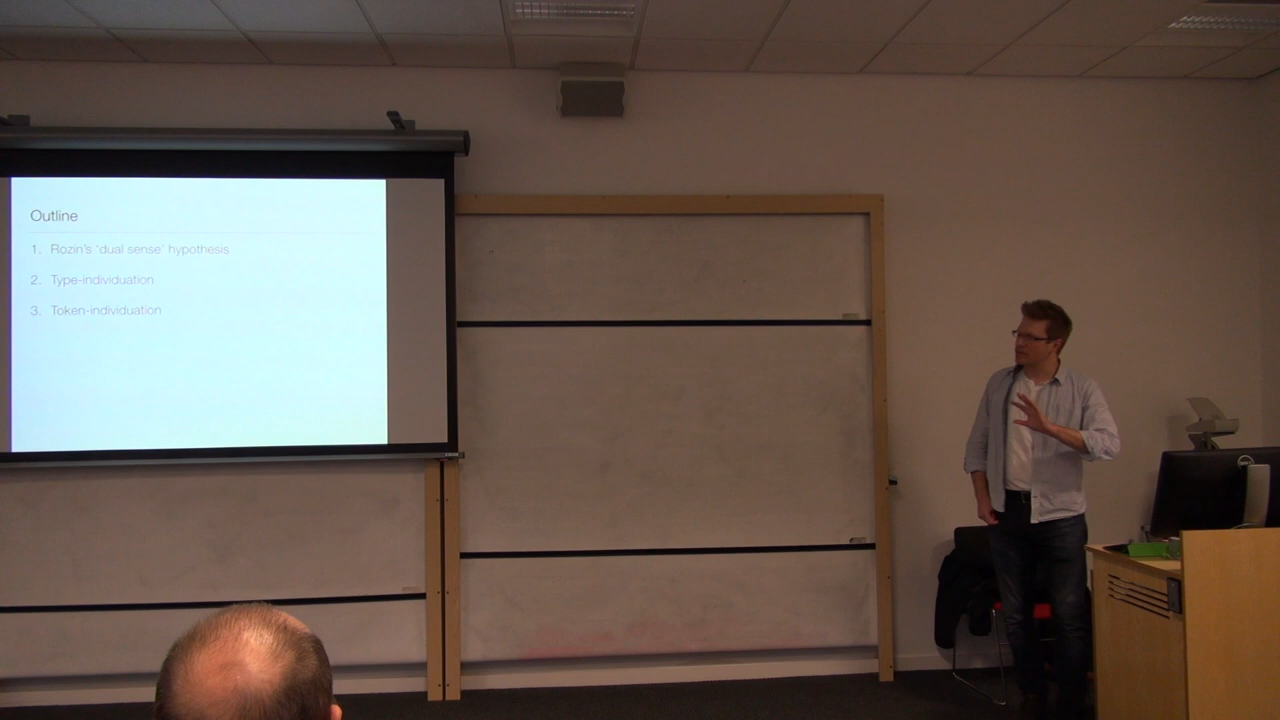 Outline
1. Rozin's 'dual sense' hypothesis
2. Type-individuation
3. Token-individuation